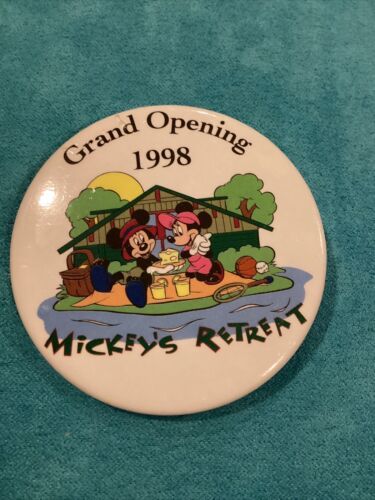 Grand Opening
1998
MICKEY'S RETREAT